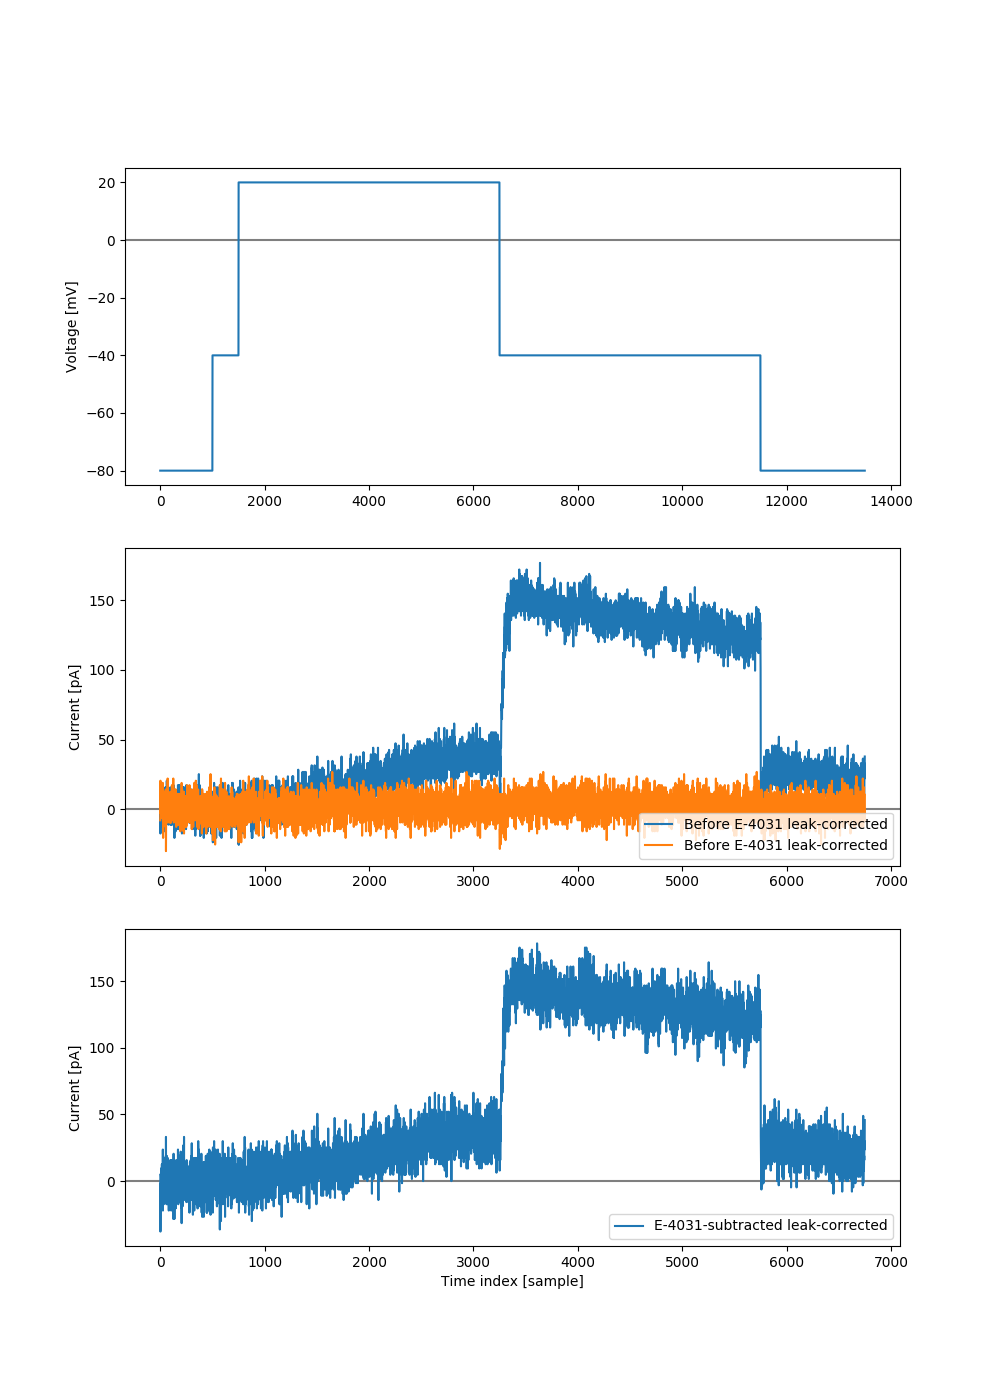 20
0
−20
−40
−60
−80
Voltage [mV]
0 2000 4000 6000 8000 10000 12000 14000
150
100
50
0
Current [pA]
Before E-4031 leak-corrected
Before E-4031 leak-corrected
0 1000 2000 3000 4000 5000 6000 7000
150
100
50
0
Current [pA]
E-4031-subtracted leak-corrected
0 1000 2000 3000 4000 5000 6000 7000
Time index [sample]